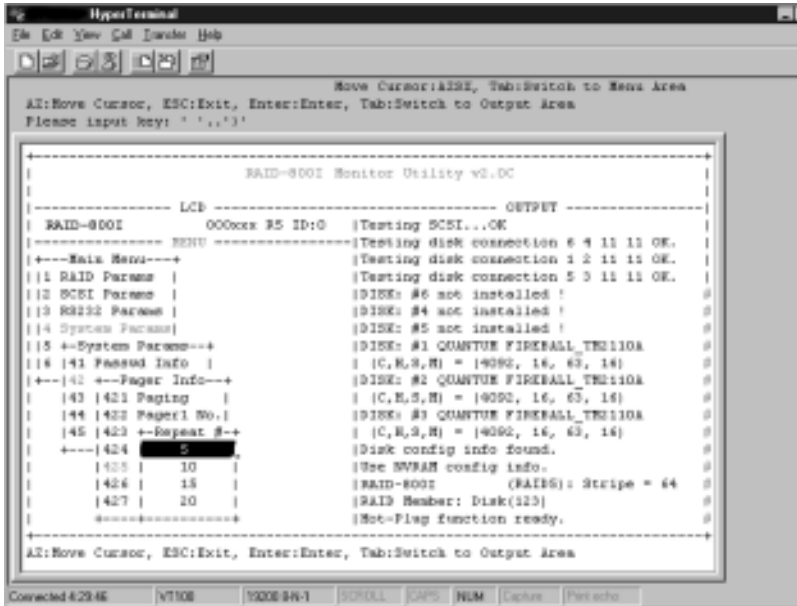 HyperTerminal
File Edit View Call Transfer Help
Move Cursor:AZSX, Tab:Switch to Menu Area
AZ:Move Cursor, ESC:Exit, Enter:Enter, Tab:Switch to Output Area
Please input key: ' '..'}'
+------------------------------------------------------------+
RAID-800I Monitor Utility v2.0C
LCD OUTPUT
RAID-800I 000xxx R5 ID:0 |Testing SCSI...OK
MENU |Testing disk connection 6 4 11 11 OK.
+---Main Menu---+ |Testing disk connection 1 2 11 11 OK.
||1 RAID Params | |Testing disk connection 5 3 11 11 OK.
||2 SCSI Params | |DISK: #6 not installed !
||3 RS232 Params | |DISK: #4 not installed !
||4 System Params| |DISK: #5 not installed !
||5 +-System Params--+ |DISK: #1 QUANTUM FIREBALL_TM2110A
||6 |41 Passwd Info | | (C,H,S,M) = (4092, 16, 63, 16)
|+--|42 +---Pager Info--+ |DISK: #2 QUANTUM FIREBALL_TM2110A
|43 |421 Paging | | (C,H,S,M) = (4092, 16, 63, 16)
|44 |422 Pager1 No.| |DISK: #3 QUANTUM FIREBALL_TM2110A
|45 |423 +-Repeat #-+ | (C,H,S,M) = (4092, 16, 63, 16)
+---|424 5 |Disk config info found.
|425 | 10 | |Use NVRAM config info.
|426 | 15 | |RAID-800I (RAID5): Stripe = 64
|427 | 20 | |RAID Member: Disk(123)
+----+-----------+ |Hot-Plug function ready.
AZ:Move Cursor, ESC:Exit, Enter:Enter, Tab:Switch to Output Area
Connected 4:29:46 VT100 19200 8-N-1 SCROLL CAPS NUM Capture Print echo